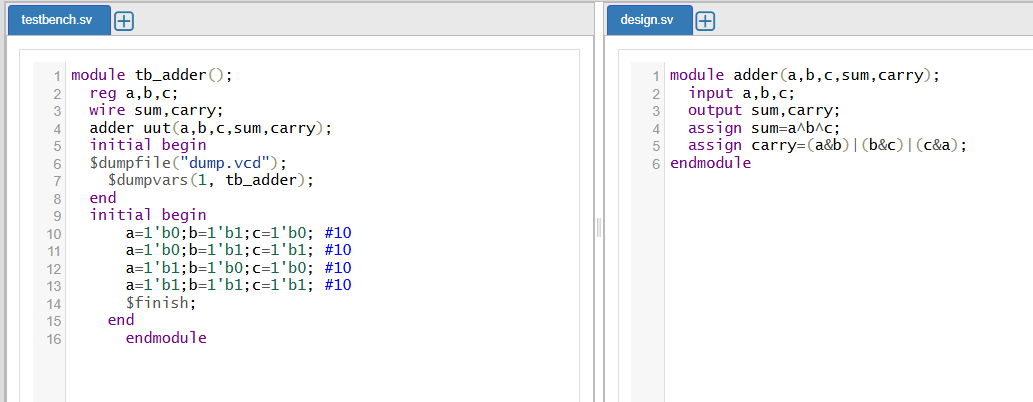 testbench.sv
1 module tb_adder();
2 reg a,b,c;
3 wire sum,carry;
4 adder uut(a,b,c,sum,carry);
5 initial begin
6 $dumpfile("dump.vcd");
7 $dumpvars(1, tb_adder);
8 end
9 initial begin
10 a=1'b0;b=1'b1;c=1'b0; #10
11 a=1'b0;b=1'b1;c=1'b1; #10
12 a=1'b1;b=1'b0;c=1'b0; #10
13 a=1'b1;b=1'b1;c=1'b1; #10
14 $finish;
15 end
16 endmodule
design.sv
1 module adder(a,b,c,sum,carry);
2 input a,b,c;
3 output sum,carry;
4 assign sum=a^b^c;
5 assign carry=(a&b)|(b&c)|(c&a);
6 endmodule